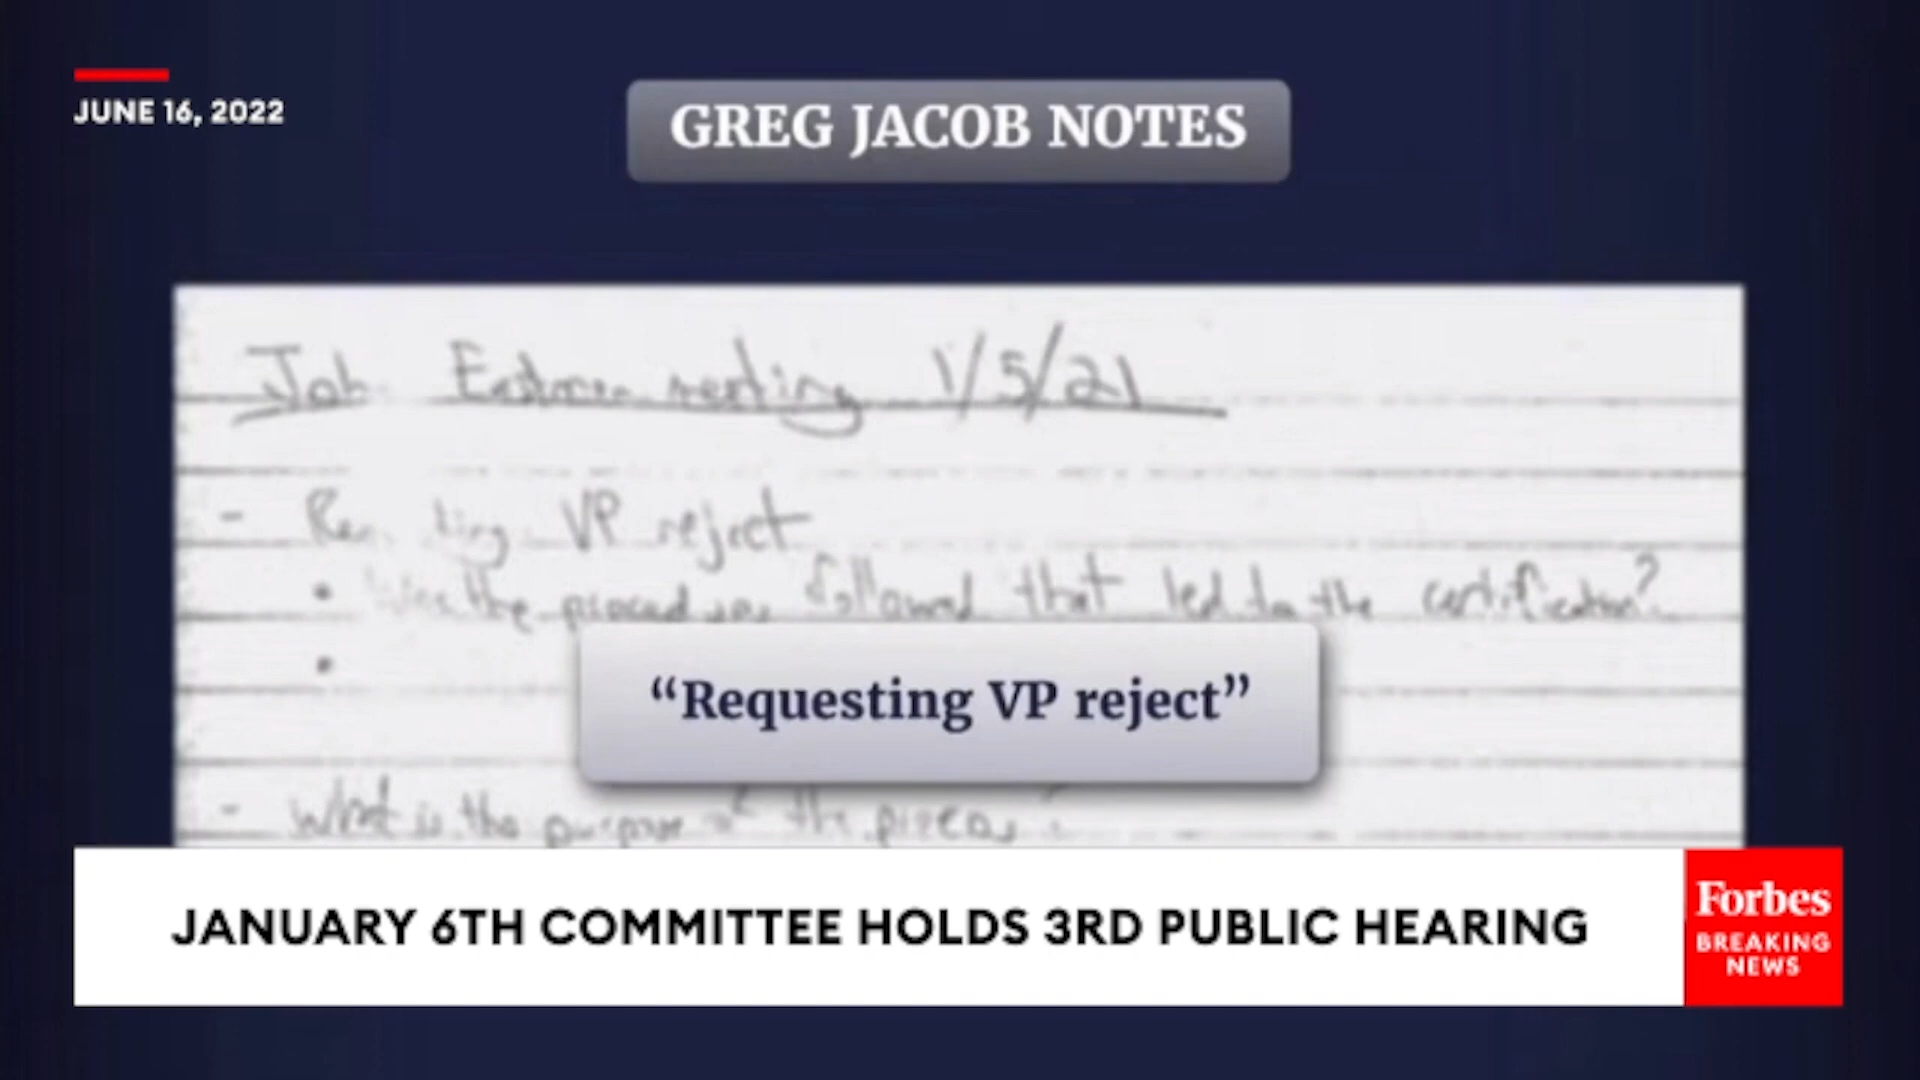 JUNE 16, 2022
GREG JACOB NOTES
John Eastman meeting 1/5/21
- Requesting VP reject
• Was the procedures followed that led to the certification?
•
“Requesting VP reject”
- What is the purpose of the process?
JANUARY 6TH COMMITTEE HOLDS 3RD PUBLIC HEARING
Forbes
BREAKING
NEWS